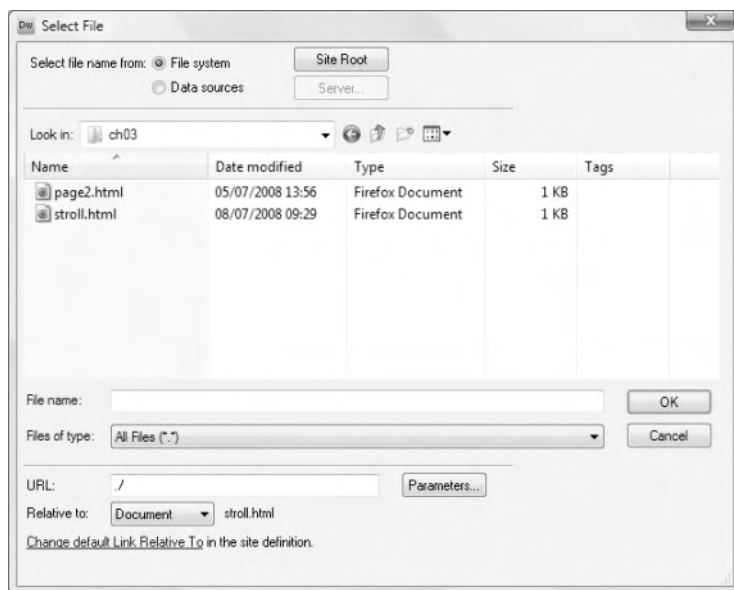 Dw Select File
Select file name from: File system Site Root
Data sources Server...
Look in: ch03
Name Date modified Type Size Tags
page2.html 05/07/2008 13:56 Firefox Document 1 KB
stroll.html 08/07/2008 09:29 Firefox Document 1 KB
File name: OK
Files of type: All Files (*.*) Cancel
URL: ./ Parameters...
Relative to: Document stroll.html
Change default Link Relative To in the site definition.